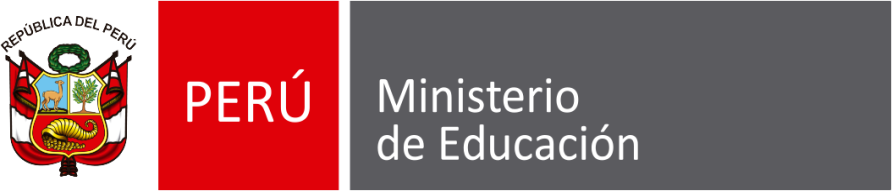 REPÚBLICA DEL PERÚ
PERÚ
Ministerio
de Educación